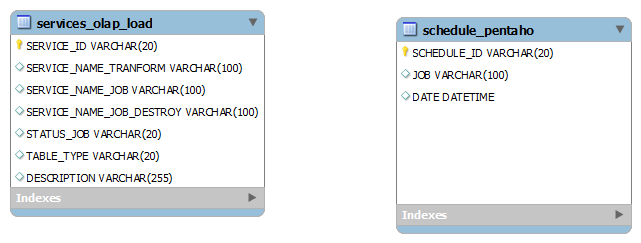 services_olap_load
SERVICE_ID VARCHAR(20)
SERVICE_NAME_TRANFORM VARCHAR(100)
SERVICE_NAME_JOB VARCHAR(100)
SERVICE_NAME_JOB_DESTROY VARCHAR(100)
STATUS_JOB VARCHAR(20)
TABLE_TYPE VARCHAR(20)
DESCRIPTION VARCHAR(255)
Indexes
schedule_pentaho
SCHEDULE_ID VARCHAR(20)
JOB VARCHAR(100)
DATE DATETIME
Indexes